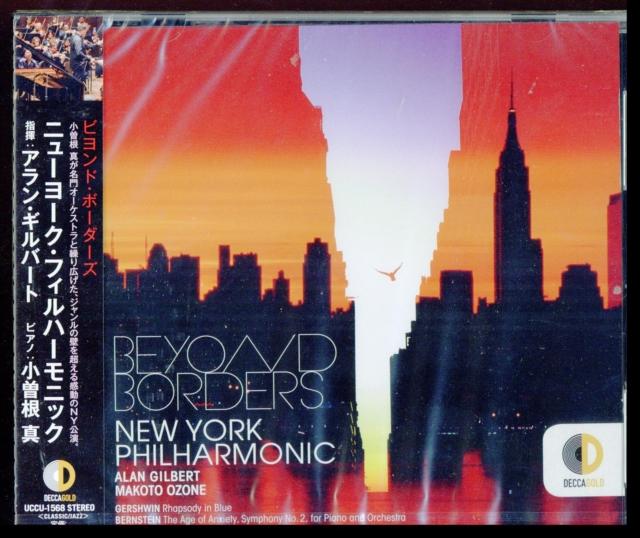 ビヨンド・ボーダーズ
小曽根 真が名門オーケストラと繰り広げた、ジャンルの壁を超える感動のNY公演。
ニューヨーク・フィルハーモニック
指揮:アラン・ギルバート ピアノ:小曽根 真
DECCAGOLD
UCCU-1568 STEREO
<CLASSIC/JAZZ>
BEYOND
BORDERS
NEW YORK
PHILHARMONIC
ALAN GILBERT
MAKOTO OZONE
GERSHWIN Rhapsody in Blue
BERNSTEIN The Age of Anxiety, Symphony No. 2, for Piano and Orchestra
DECCAGOLD